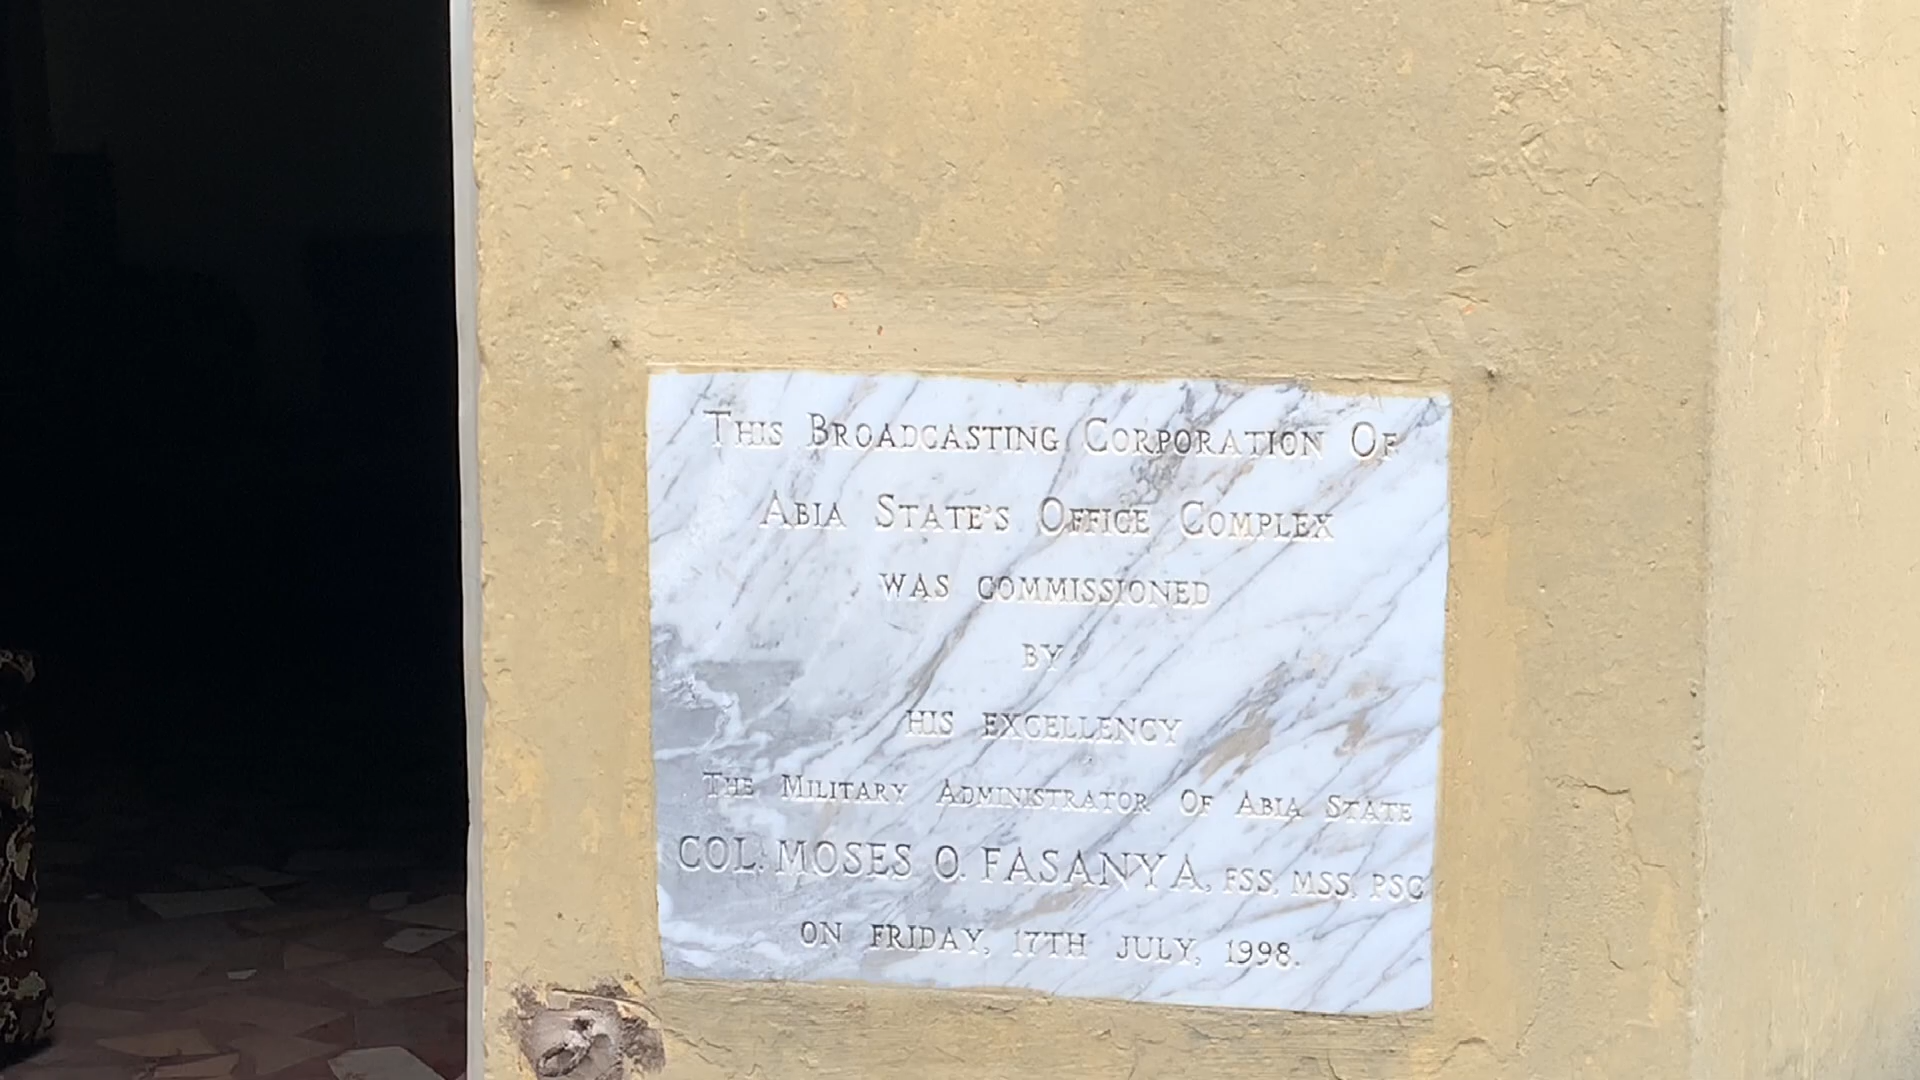 This Broadcasting Corporation Of
Abia State's Office Complex
was commissioned
by
his excellency
The Military Administrator Of Abia State
COL. MOSES O. FASANYA, FSS, MSS, PSC
ON FRIDAY, 17TH JULY, 1998.